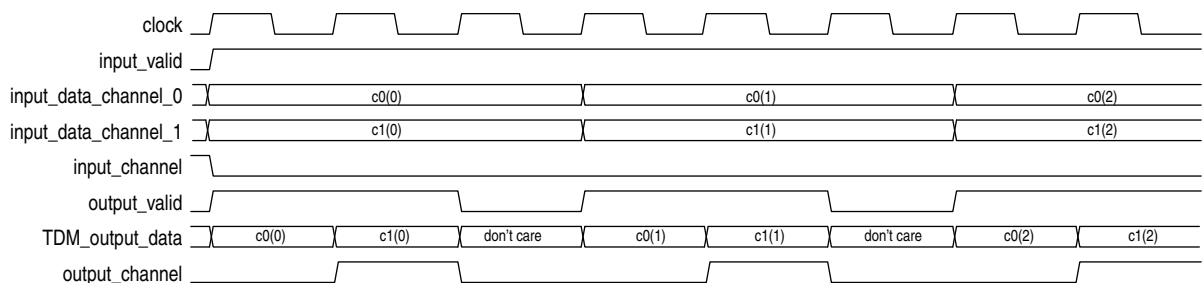 clock
input_valid
input_data_channel_0 c0(0) c0(1) c0(2)
input_data_channel_1 c1(0) c1(1) c1(2)
input_channel
output_valid
TDM_output_data c0(0) c1(0) don't care c0(1) c1(1) don't care c0(2) c1(2)
output_channel